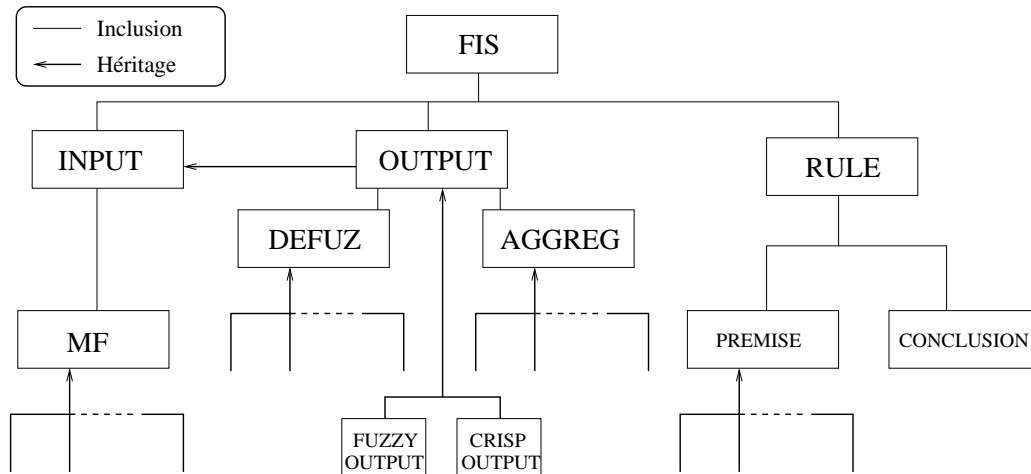 Inclusion
Héritage
FIS
INPUT
OUTPUT
RULE
DEFUZ
AGGREG
MF
PREMISE
CONCLUSION
FUZZY
OUTPUT
CRISP
OUTPUT